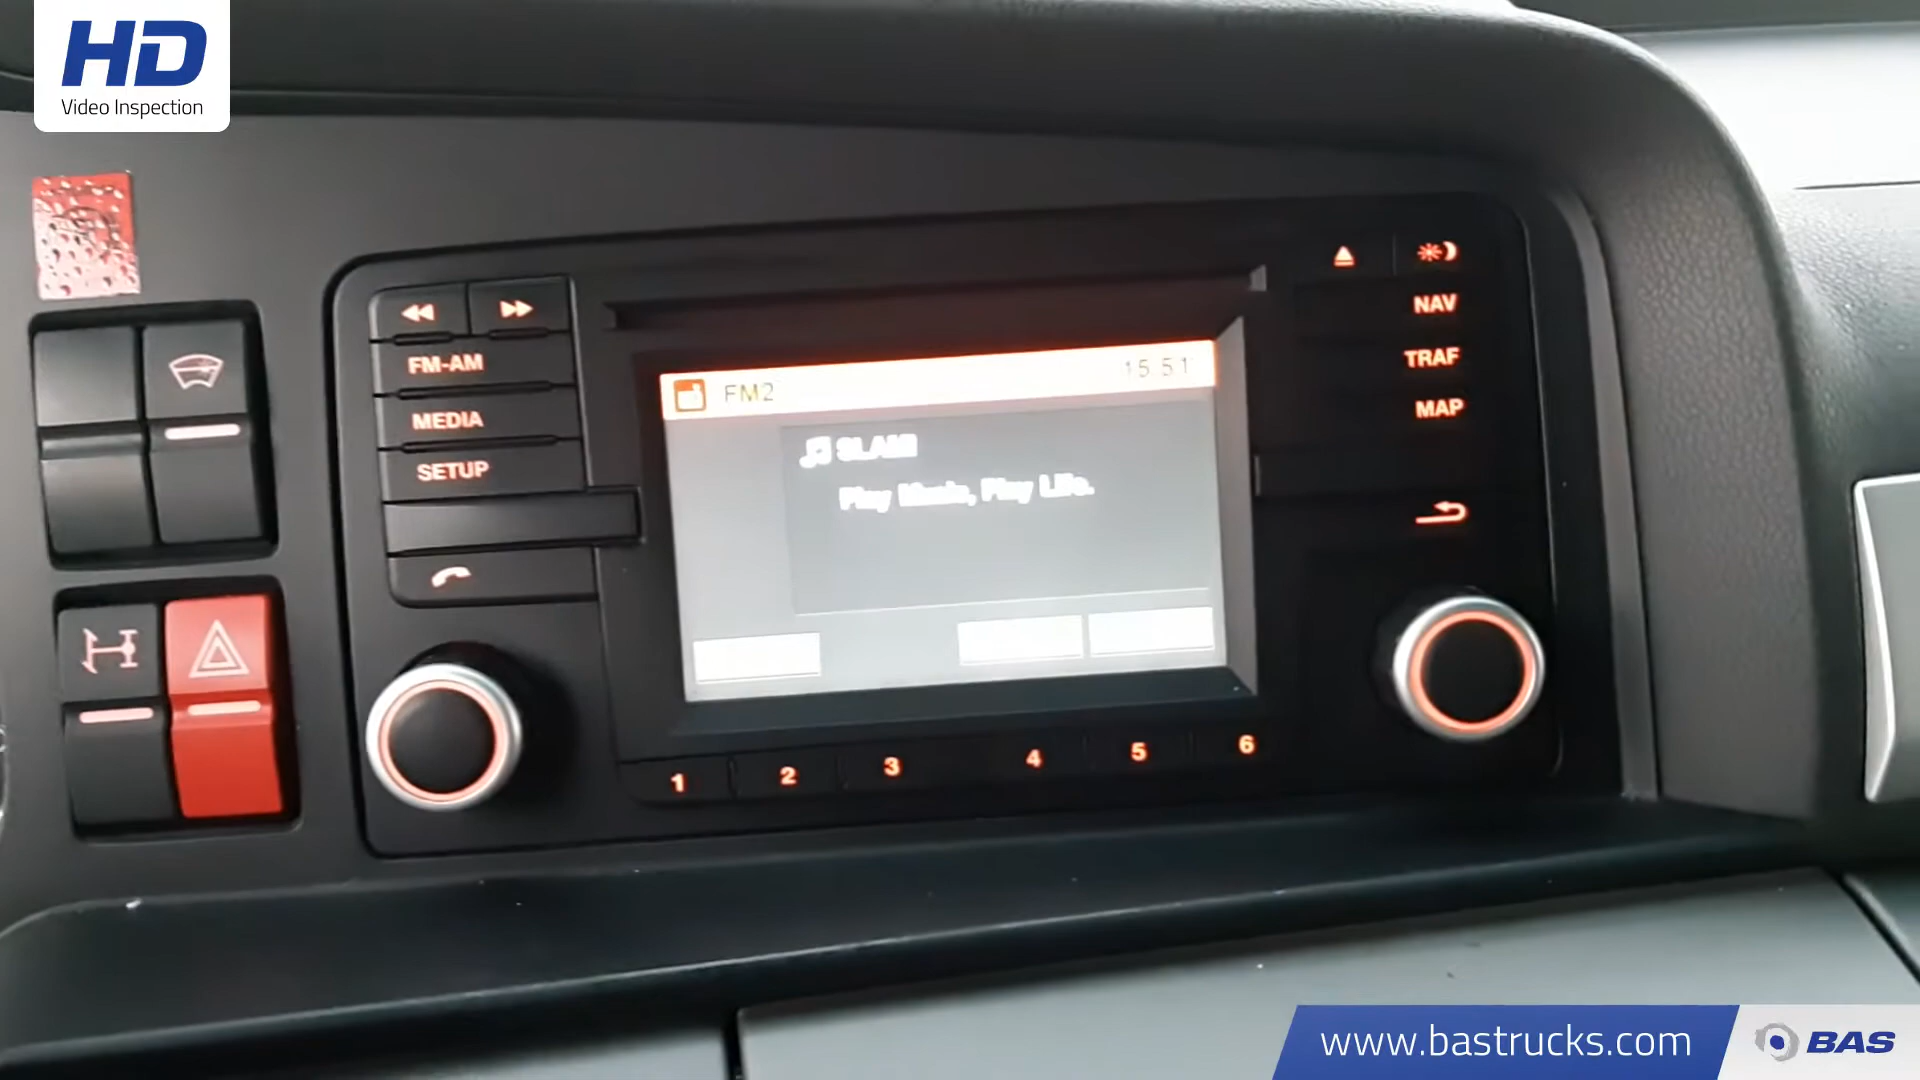 HD
Video Inspection
FM-AM
MEDIA
SETUP
FM2
15 51
SLAM!
Play Music, Play Life.
NAV
TRAF
MAP
1 2 3 4 5 6
www.bastrucks.com
BAS